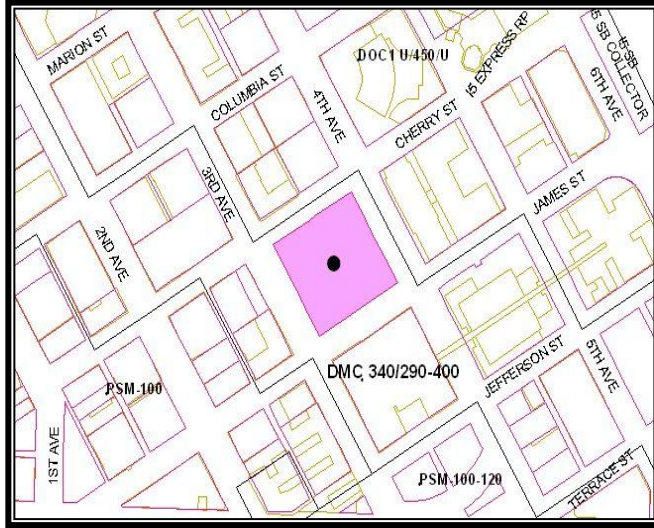 MARION ST
DOC1 U/450/U
I5 EXPRESS RP
I5-SB
I5 SB COLLECTOR
6TH AVE
COLUMBIA ST
4TH AVE
CHERRY ST
3RD AVE
JAMES ST
2ND AVE
DMC 340/290-400
JEFFERSON ST
5TH AVE
PSM-100
1ST AVE
PSM-100-120
TERRACE ST